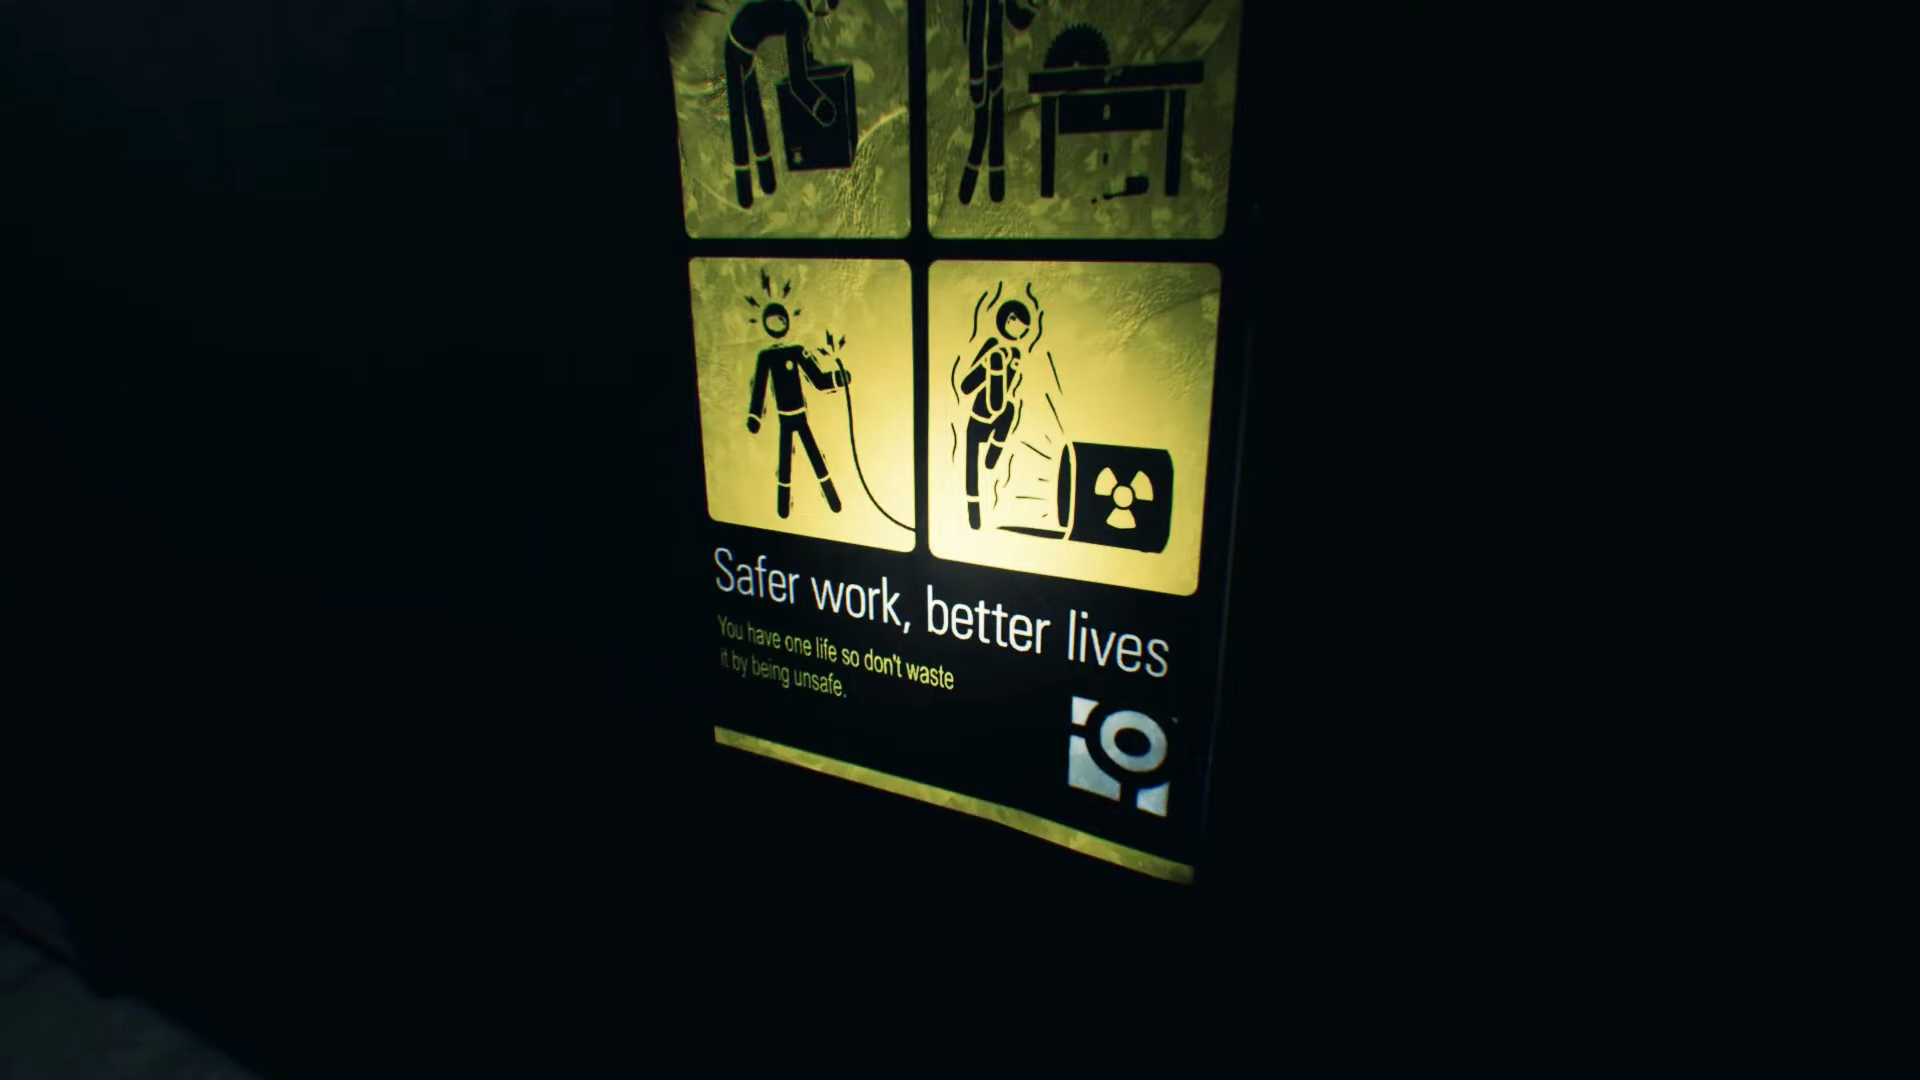 Safer work, better lives
You have one life so don't waste
it by being unsafe.